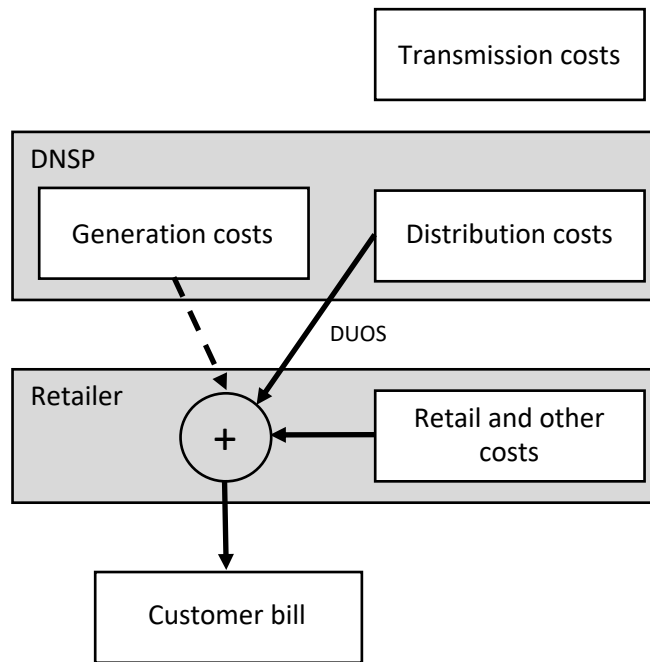 Transmission costs
DNSP
Generation costs
Distribution costs
DUOS
Retailer
+
Retail and other
costs
Customer bill